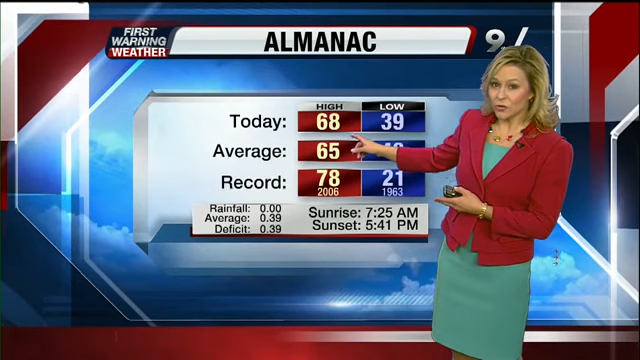 FIRST
WARNING
WEATHER
ALMANAC
9
HIGH LOW
Today: 68 39
Average: 65
Record: 78 21
2006 1963
Rainfall: 0.00
Average: 0.39
Deficit: 0.39
Sunrise: 7:25 AM
Sunset: 5:41 PM